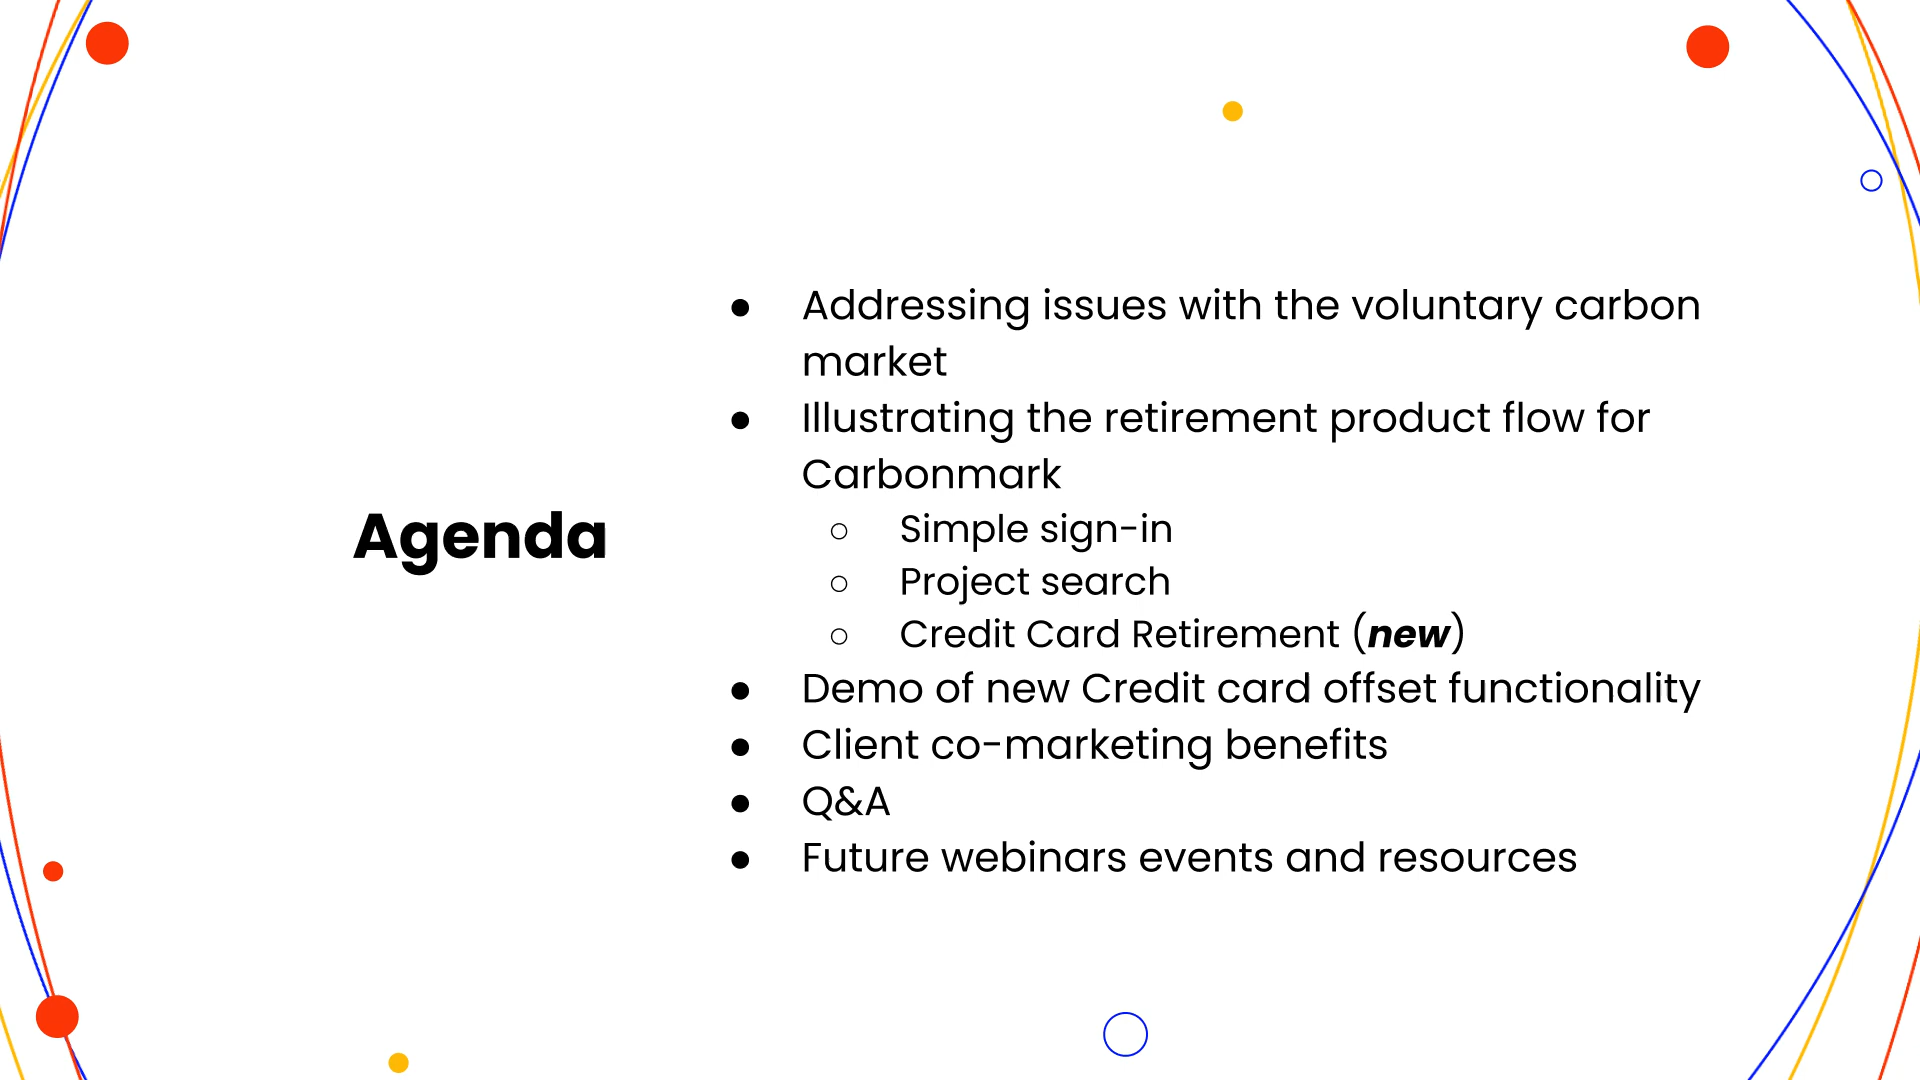 Agenda
● Addressing issues with the voluntary carbon
market
● Illustrating the retirement product flow for
Carbonmark
○ Simple sign-in
○ Project search
○ Credit Card Retirement (new)
● Demo of new Credit card offset functionality
● Client co-marketing benefits
● Q&A
● Future webinars events and resources